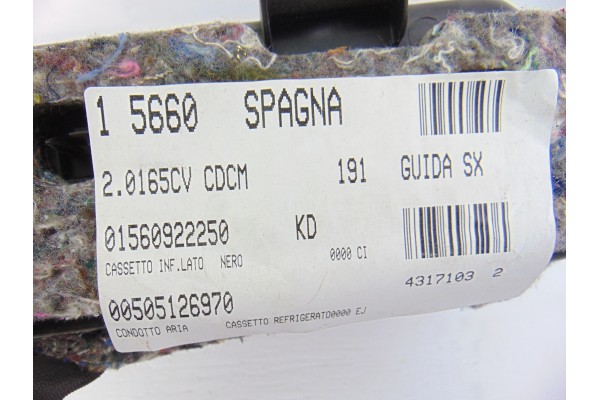 1 5660 SPAGNA
2.0165CV CDCM 191 GUIDA SX
01560922250 KD
CASSETTO INF.LATO NERO 0000 CI
4317103 2
00505126970
CONDOTTO ARIA CASSETTO REFRIGERATO0000 EJ